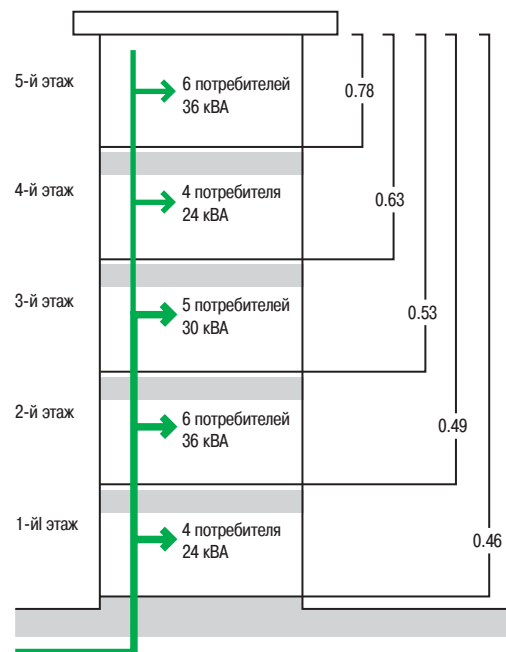 5-й этаж
6 потребителей
36 кВА
0.78
4-й этаж
4 потребителя
24 кВА
0.63
3-й этаж
5 потребителей
30 кВА
0.53
2-й этаж
6 потребителей
36 кВА
0.49
1-йl этаж
4 потребителя
24 кВА
0.46